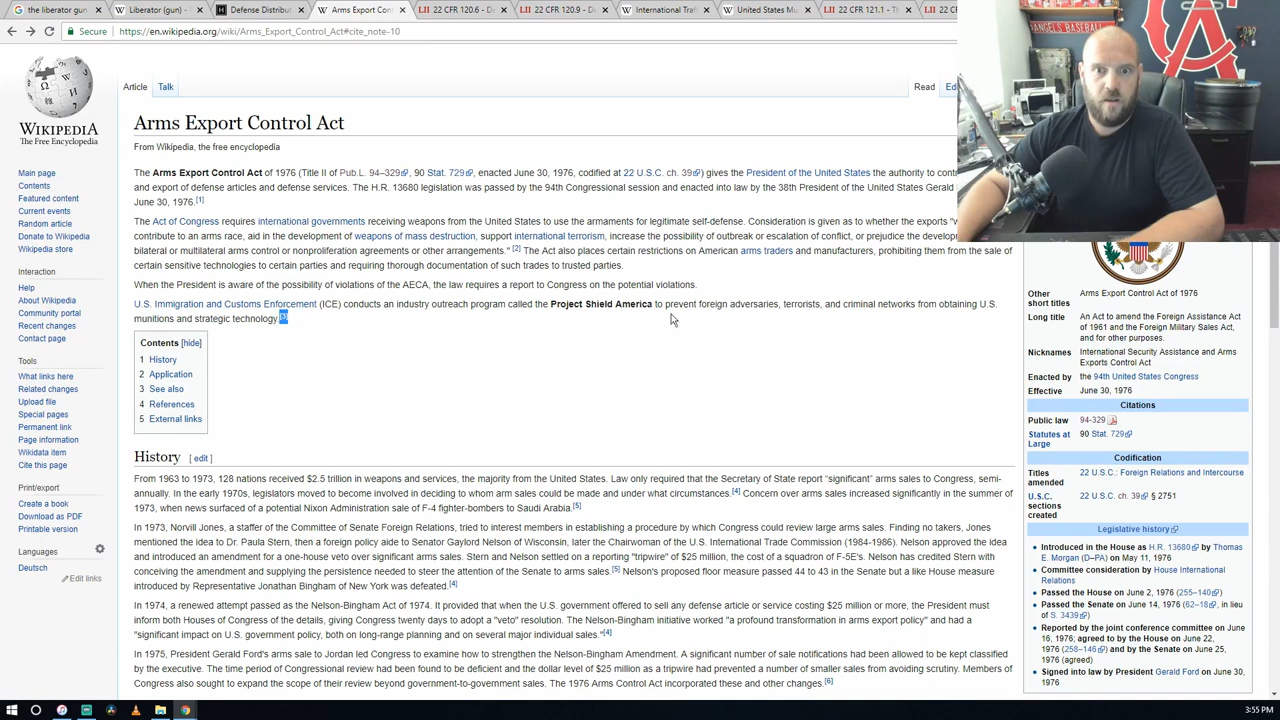 the liberator gun
Liberator (gun) -
Defense Distribut
Arms Export Cont
22 CFR 120.6 - D
22 CFR 120.9 - D
International Traf
United States Mu
22 CFR 121.1 - Th
22 CFR
Secure
https://en.wikipedia.org/wiki/Arms_Export_Control_Act#cite_note-10
ANGELS BASEBALL
Article
Talk
Read
WIKIPEDIA
The Free Encyclopedia
Main page
Contents
Featured content
Current events
Random article
Donate to Wikipedia
Wikipedia store
Interaction
Help
About Wikipedia
Community portal
Recent changes
Contact page
Tools
What links here
Related changes
Upload file
Special pages
Permanent link
Page information
Wikidata item
Cite this page
Print/export
Create a book
Download as PDF
Printable version
Languages
Deutsch
Edit links
Arms Export Control Act
From Wikipedia, the free encyclopedia
The Arms Export Control Act of 1976 (Title II of Pub.L. 94–329, 90 Stat. 729, enacted June 30, 1976, codified at 22 U.S.C. ch. 39) gives the President of the United States the authority to
and export of defense articles and defense services. The H.R. 13680 legislation was passed by the 94th Congressional session and enacted into law by the 38th President of the United States Gerald
June 30, 1976.[1]
The Act of Congress requires international governments receiving weapons from the United States to use the armaments for legitimate self-defense. Consideration is given as to whether the exports
contribute to an arms race, aid in the development of weapons of mass destruction, support international terrorism, increase the possibility of outbreak or escalation of conflict, or prejudice the
bilateral or multilateral arms control or nonproliferation agreements or other arrangements." [2] The Act also places certain restrictions on American arms traders and manufacturers, prohibiting them from the sale of
certain sensitive technologies to certain parties and requiring thorough documentation of such trades to trusted parties.
When the President is aware of the possibility of violations of the AECA, the law requires a report to Congress on the potential violations.
U.S. Immigration and Customs Enforcement (ICE) conducts an industry outreach program called the Project Shield America to prevent foreign adversaries, terrorists, and criminal networks from obtaining U.S.
munitions and strategic technology.[3]
Contents [hide]
1 History
2 Application
3 See also
4 References
5 External links
History [ edit ]
From 1963 to 1973, 128 nations received $2.5 trillion in weapons and services, the majority from the United States. Law only required that the Secretary of State report "significant" arms sales to Congress, semi-
annually. In the early 1970s, legislators moved to become involved in deciding to whom arm sales could be made and under what circumstances.[4] Concern over arms sales increased significantly in the summer of
1973, when news surfaced of a potential Nixon Administration sale of F-4 fighter-bombers to Saudi Arabia.[5]
In 1973, Norvill Jones, a staffer of the Committee of Senate Foreign Relations, tried to interest members in establishing a procedure by which Congress could review large arms sales. Finding no takers, Jones
mentioned the idea to Dr. Paula Stern, then a foreign policy aide to Senator Gaylord Nelson of Wisconsin, later the Chairwoman of the U.S. International Trade Commission (1984-1986). Nelson approved the idea
and introduced an amendment for a one-house veto over significant arms sales. Stern and Nelson settled on a reporting "tripwire" of $25 million, the cost of a squadron of F-5E's. Nelson has credited Stern with
conceiving the amendment and supplying the persistence that brought it to the attention of the Senate to arms sales.[5] Nelson's proposed floor measure passed 44 to 43 in the Senate but a like House measure
introduced by Representative Jonathan Bingham of New York was defeated.[4]
In 1974, a renewed attempt passed as the Nelson-Bingham Act of 1974. It provided that when the U.S. government offered to sell any defense article or service costing $25 million or more, the President must
inform both Houses of Congress of the details, giving Congress twenty days to adopt a "veto" resolution. The Nelson-Bingham initiative worked "a profound transformation in arms export policy" and had a
"significant impact on U.S. government policy, both on long-range planning and on several major individual sales."[4]
In 1975, President Gerald Ford's arms sale to Jordan led Congress to examine how to strengthen the Nelson-Bingham Amendment. A significant number of sale notifications had been allowed to be kept classified
by the executive. The time period of Congressional review had been found to be deficient and the dollar level of $25 million as a tripwire had prevented a number of smaller sales from avoiding scrutiny. Members of
Congress also sought to expand the scope of their review beyond government-to-government sales. The 1976 Arms Control Act incorporated these and other changes.[6]
Other short titles
Arms Export Control Act of 1976
Long title
An Act to amend the Foreign Assistance Act
of 1961 and the Foreign Military Sales Act,
and for other purposes.
Nicknames
International Security Assistance and Arms
Exports Control Act
Enacted by
the 94th United States Congress
Effective
June 30, 1976
Citations
Public law
94-329
Statutes at Large
90 Stat. 729
Codification
Titles amended
22 U.S.C.: Foreign Relations and Intercourse
U.S.C. sections created
22 U.S.C. ch. 39 § 2751
Legislative history
Introduced in the House as H.R. 13680 by Thomas
E. Morgan (D–PA) on May 11, 1976
Committee consideration by House International
Relations
Passed the House on June 2, 1976 (255–140)
Passed the Senate on June 14, 1976 (62–18, in lieu
of S. 3439)
Reported by the joint conference committee on June
16, 1976; agreed to by the House on June 22,
1976 (258–146) and by the Senate on June 25,
1976 (agreed)
Signed into law by President Gerald Ford on June 30,
1976
3:55 PM